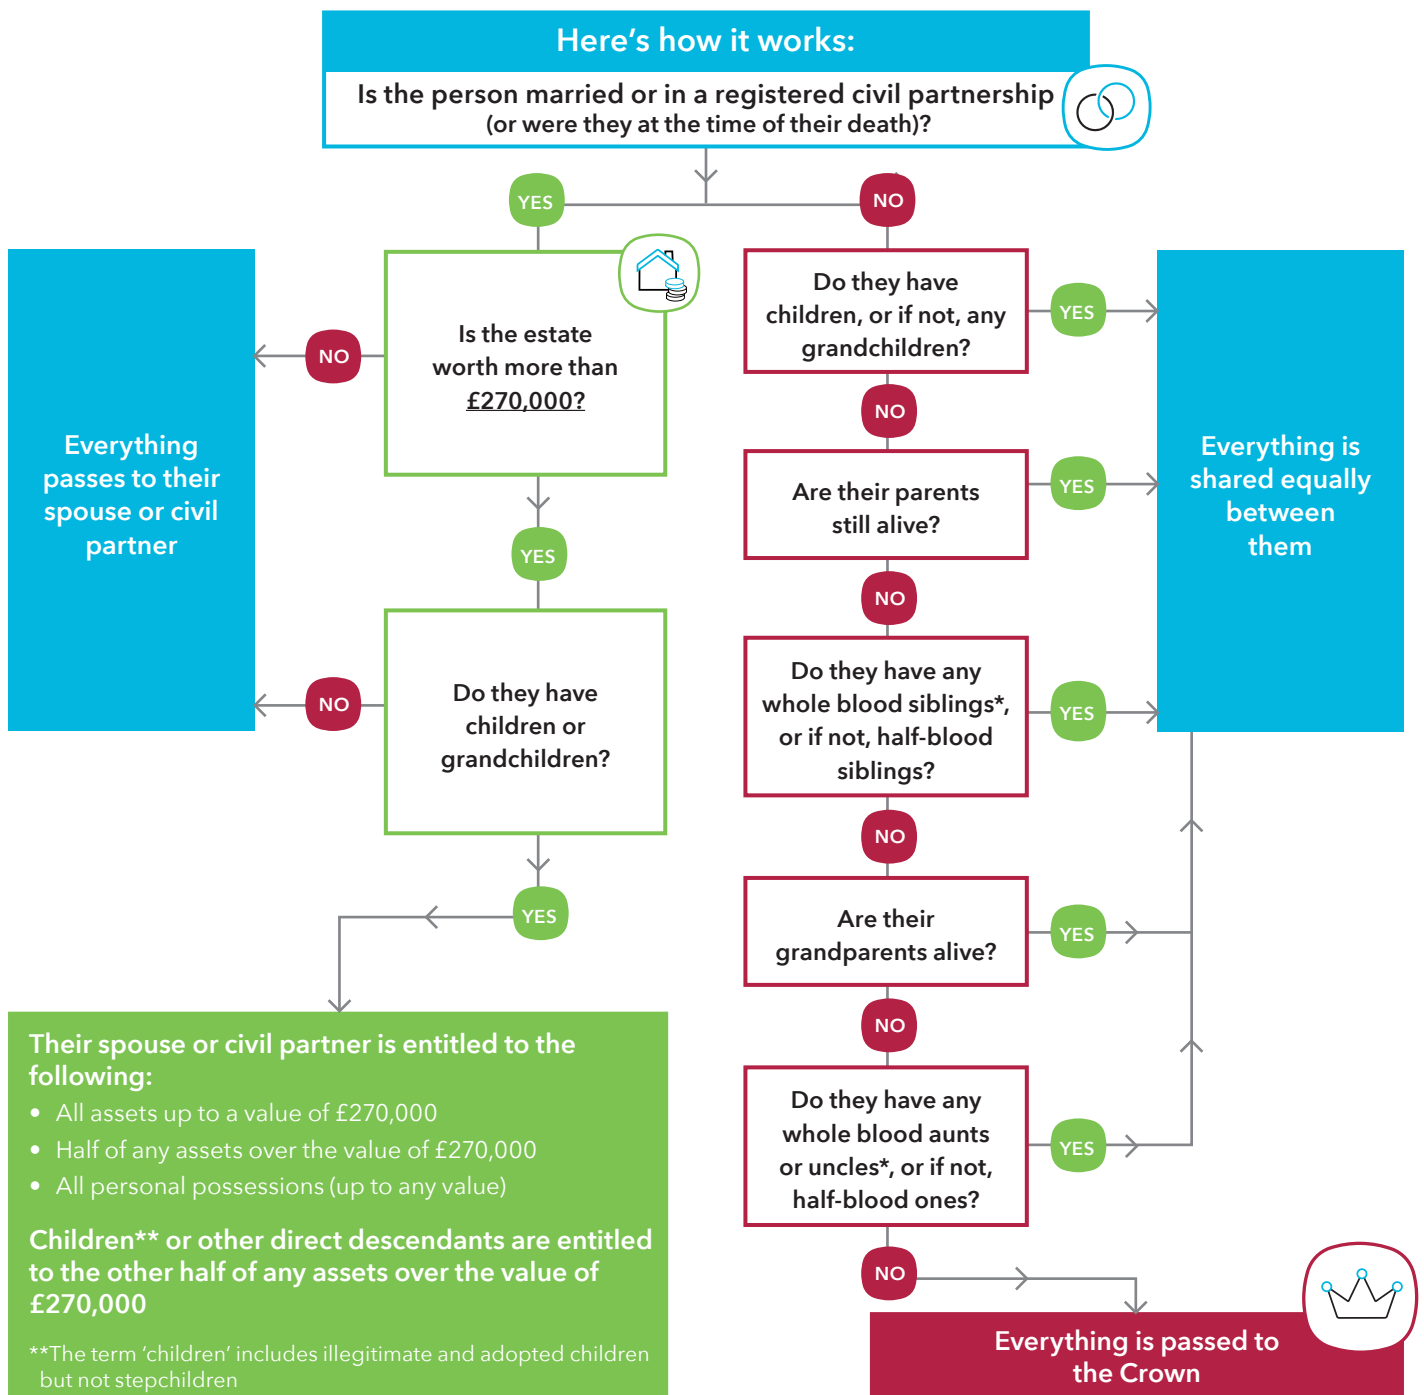 Here’s how it works:
Is the person married or in a registered civil partnership
(or were they at the time of their death)?
YES
NO
Is the estate
worth more than
£270,000?
NO
Everything
passes to their
spouse or civil
partner
YES
Do they have
children or
grandchildren?
NO
YES
Their spouse or civil partner is entitled to the
following:
• All assets up to a value of £270,000
• Half of any assets over the value of £270,000
• All personal possessions (up to any value)
Children** or other direct descendants are entitled
to the other half of any assets over the value of
£270,000
**The term ‘children’ includes illegitimate and adopted children
but not stepchildren
Do they have
children, or if not, any
grandchildren?
YES
Everything is
shared equally
between
them
NO
Are their parents
still alive?
YES
NO
Do they have any
whole blood siblings*,
or if not, half-blood
siblings?
YES
NO
Are their
grandparents alive?
YES
NO
Do they have any
whole blood aunts
or uncles*, or if not,
half-blood ones?
YES
NO
Everything is passed to
the Crown